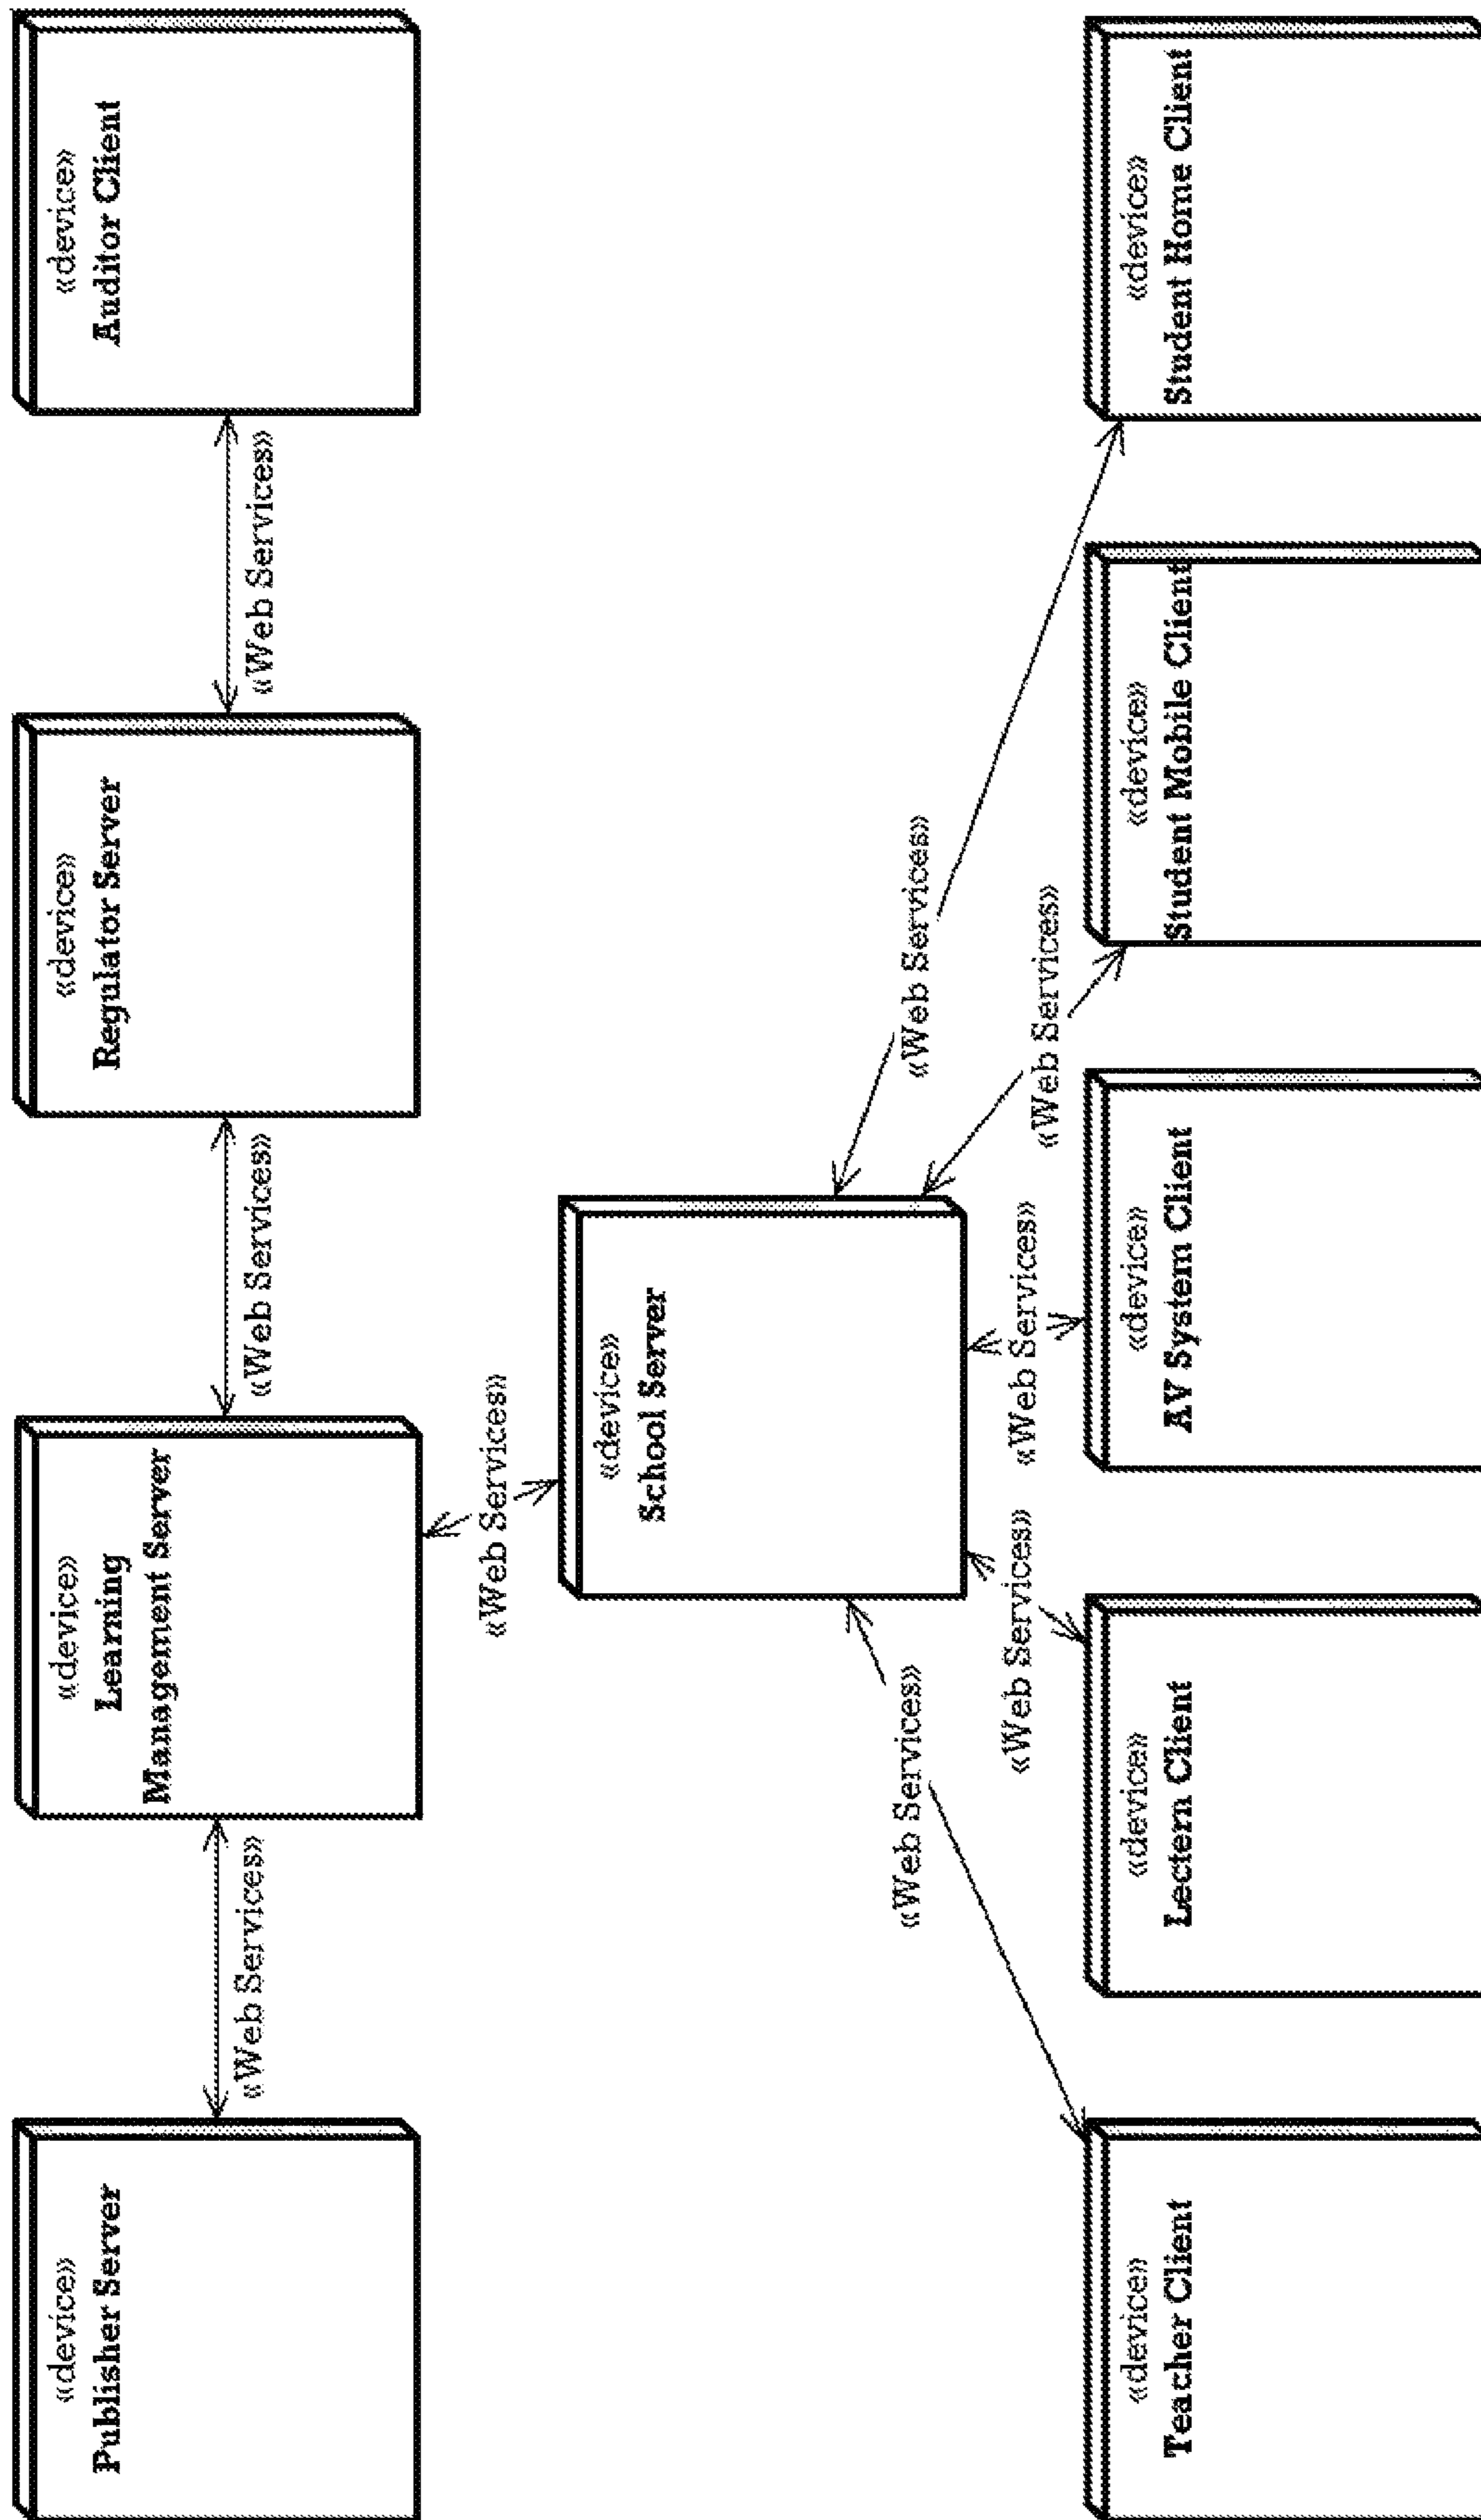 «device»
Publisher Server
«Web Services»
«device»
Learning
Management Server
«Web Services»
«device»
Regulator Server
«Web Services»
«device»
Auditor Client
«Web Services»
«device»
School Server
«Web Services»
«Web Services»
«Web Services»
«Web Services»
«Web Services»
«device»
Teacher Client
«device»
Lectern Client
«device»
AV System Client
«device»
Student Mobile Client
«device»
Student Home Client